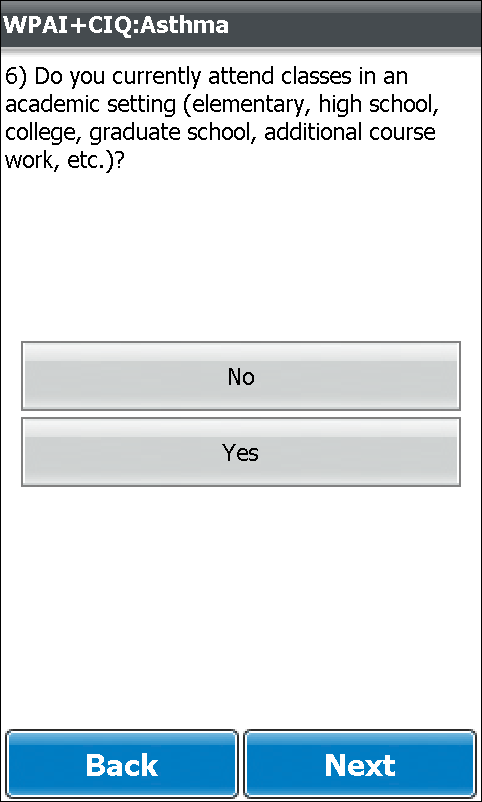 WPAI+CIQ:Asthma
6) Do you currently attend classes in an
academic setting (elementary, high school,
college, graduate school, additional course
work, etc.)?
No
Yes
Back
Next